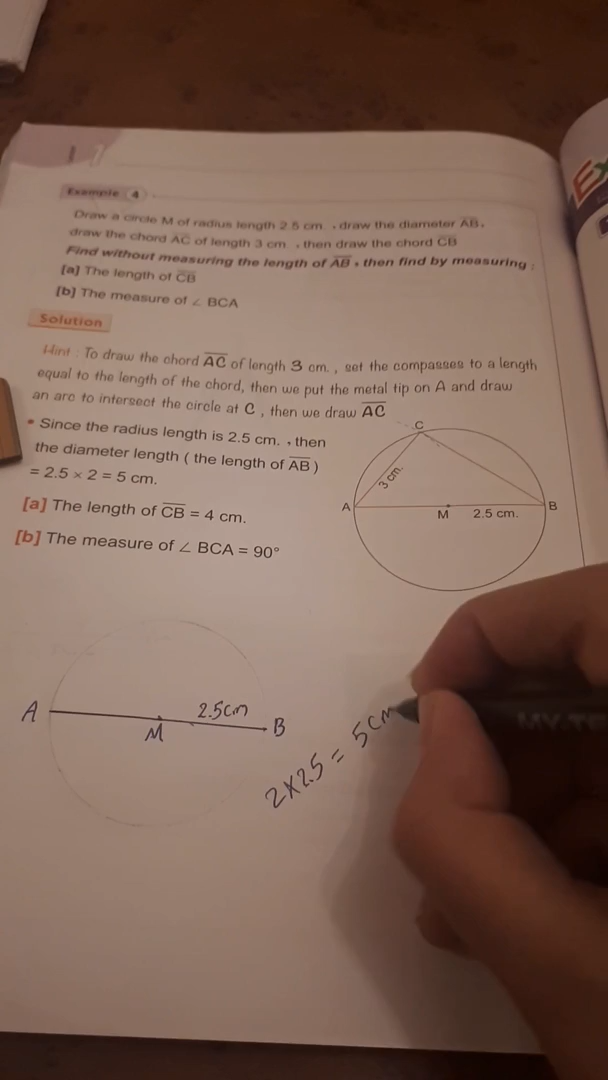 Example 4
Draw a circle M of radius length 2.5 cm. , draw the diameter AB,
draw the chord AC of length 3 cm , then draw the chord CB
Find without measuring the length of AB , then find by measuring :
[a] The length of CB
[b] The measure of ∠ BCA
Solution
Hint : To draw the chord AC of length 3 cm. , set the compasses to a length
equal to the length of the chord, then we put the metal tip on A and draw
an arc to intersect the circle at C , then we draw AC
• Since the radius length is 2.5 cm. , then
the diameter length ( the length of AB )
= 2.5 × 2 = 5 cm.
[a] The length of CB = 4 cm.
[b] The measure of ∠ BCA = 90°
C
3 cm.
A
B
M
2.5 cm.
A
2.5cm
M
B
2×2.5 = 5cm
Ex